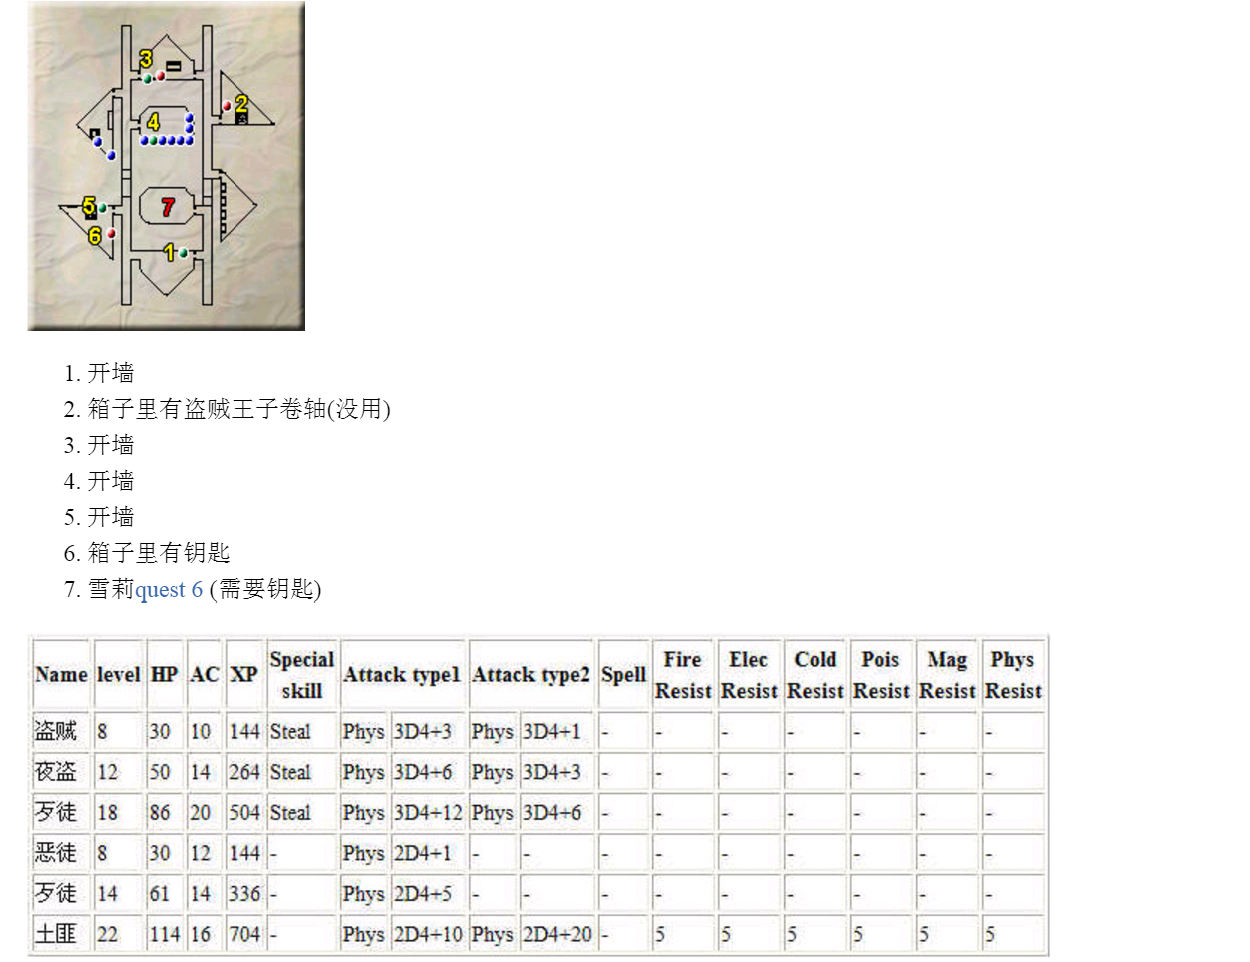 3
2
4
5
7
6
1
1. 开墙
2. 箱子里有盗贼王子卷轴(没用)
3. 开墙
4. 开墙
5. 开墙
6. 箱子里有钥匙
7. 雪莉quest 6 (需要钥匙)
Name level HP AC XP Special skill Attack type1 Attack type2 Spell Fire Resist Elec Resist Cold Resist Pois Resist Mag Resist Phys Resist
盗贼 8 30 10 144 Steal Phys 3D4+3 Phys 3D4+1 - - - - - - -
夜盗 12 50 14 264 Steal Phys 3D4+6 Phys 3D4+3 - - - - - - -
歹徒 18 86 20 504 Steal Phys 3D4+12 Phys 3D4+6 - - - - - - -
恶徒 8 30 12 144 - Phys 2D4+1 - - - - - - - - -
歹徒 14 61 14 336 - Phys 2D4+5 - - - - - - - - -
土匪 22 114 16 704 - Phys 2D4+10 Phys 2D4+20 - 5 5 5 5 5 5